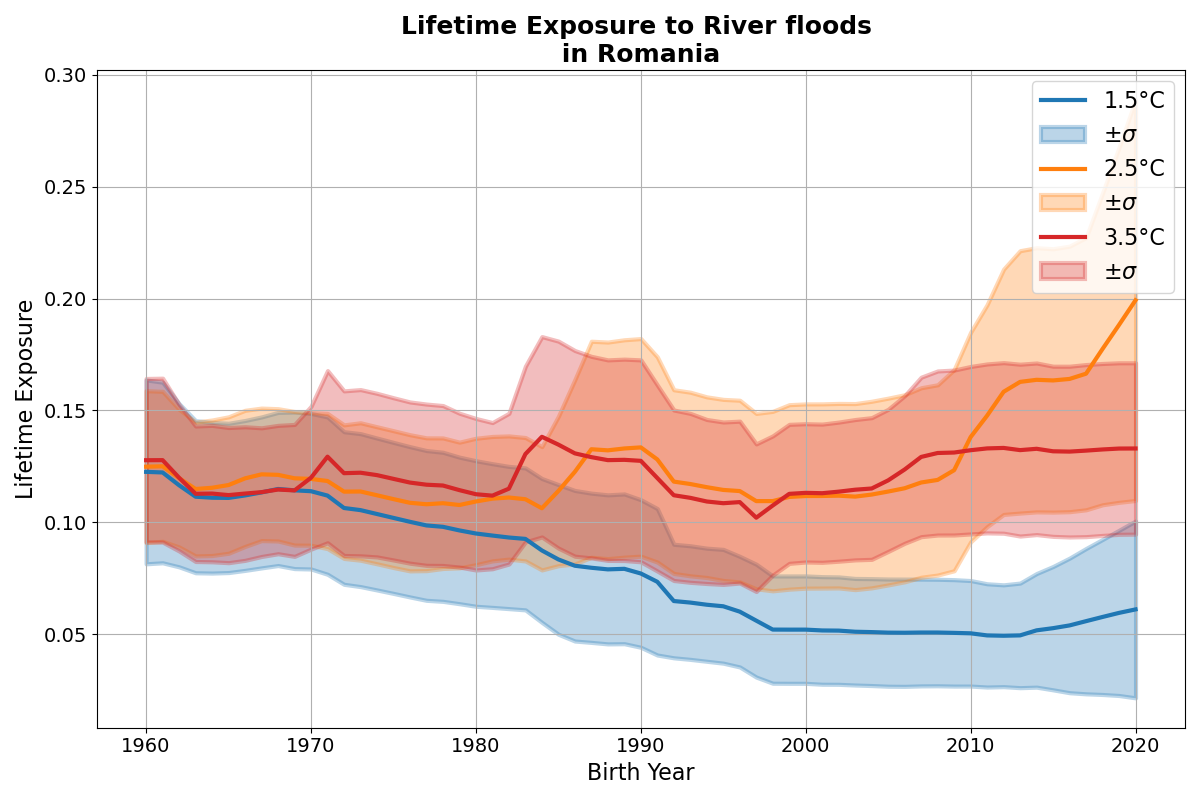 Lifetime Exposure to River floods
in Romania
0.30
0.25
0.20
0.15
0.10
0.05
Lifetime Exposure
1960
1970
1980
1990
2000
2010
2020
Birth Year
1.5°C
±σ
2.5°C
±σ
3.5°C
±σ